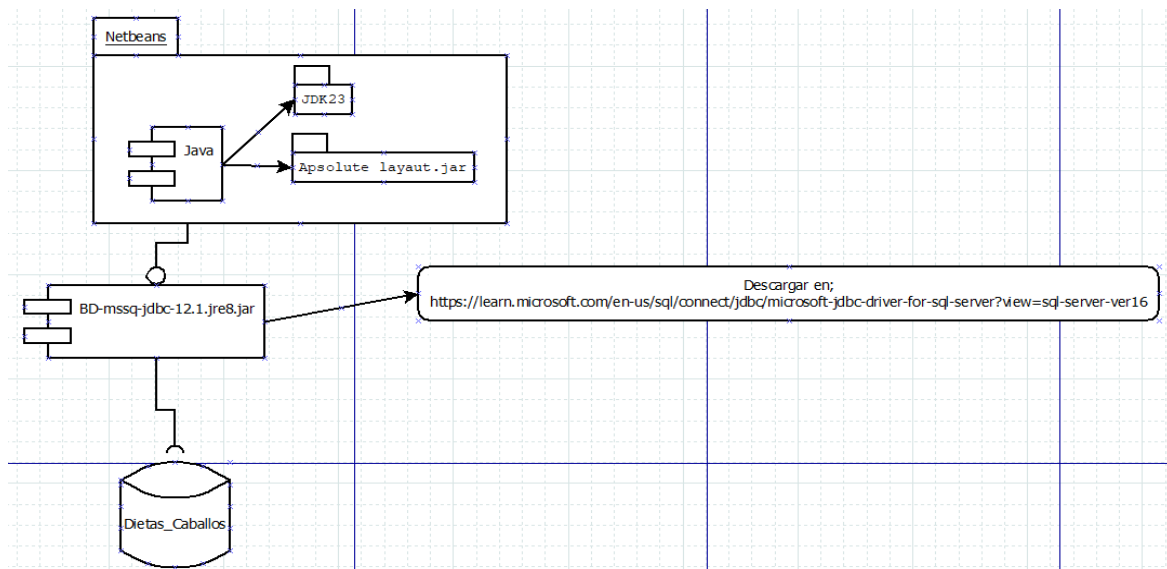 Netbeans
JDK23
Java
Apsolute layaut.jar
BD-mssq-jdbc-12.1.jre8.jar
Descargar en;
https://learn.microsoft.com/en-us/sql/connect/jdbc/microsoft-jdbc-driver-for-sql-server?view=sql-server-ver16
Dietas_Caballos